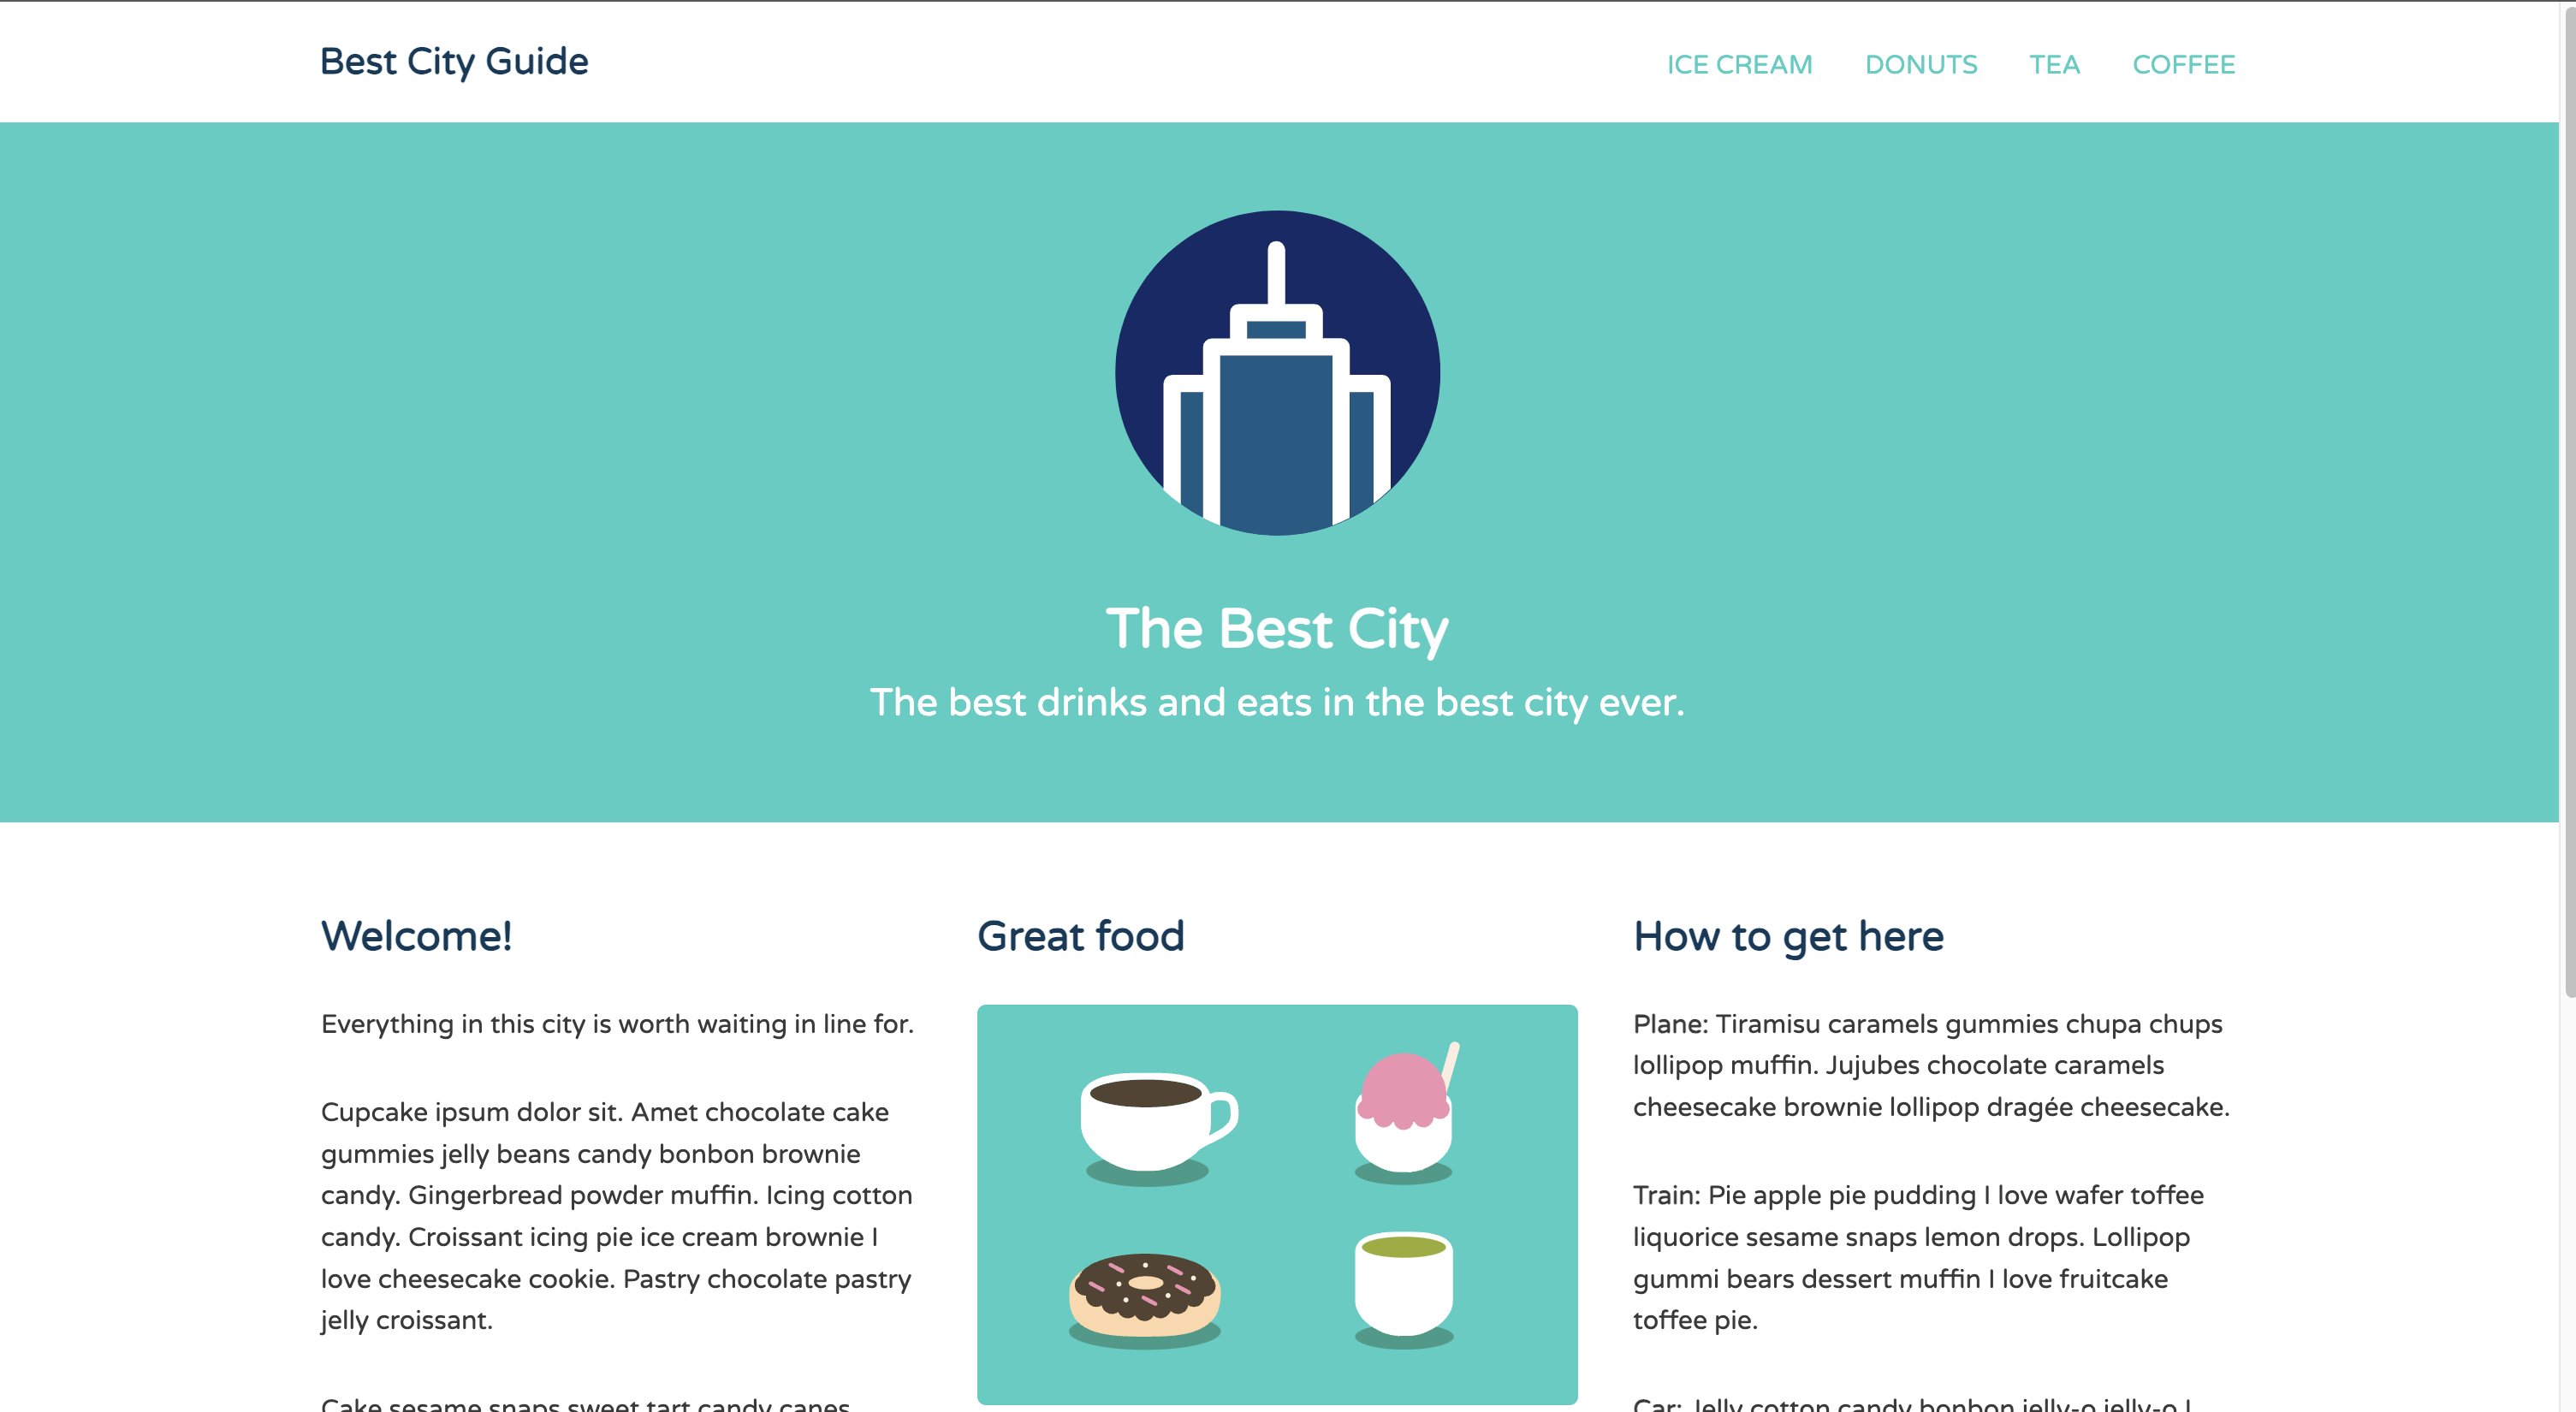 Best City Guide
ICE CREAM DONUTS TEA COFFEE
The Best City
The best drinks and eats in the best city ever.
Welcome!
Everything in this city is worth waiting in line for.
Cupcake ipsum dolor sit. Amet chocolate cake
gummies jelly beans candy bonbon brownie
candy. Gingerbread powder muffin. Icing cotton
candy. Croissant icing pie ice cream brownie I
love cheesecake cookie. Pastry chocolate pastry
jelly croissant.
Cake sesame snaps sweet tart candy canes
Great food
How to get here
Plane: Tiramisu caramels gummies chupa chups
lollipop muffin. Jujubes chocolate caramels
cheesecake brownie lollipop dragée cheesecake.
Train: Pie apple pie pudding I love wafer toffee
liquorice sesame snaps lemon drops. Lollipop
gummi bears dessert muffin I love fruitcake
toffee pie.
Car: Jelly cotton candy bonbon jelly-o jelly-o I